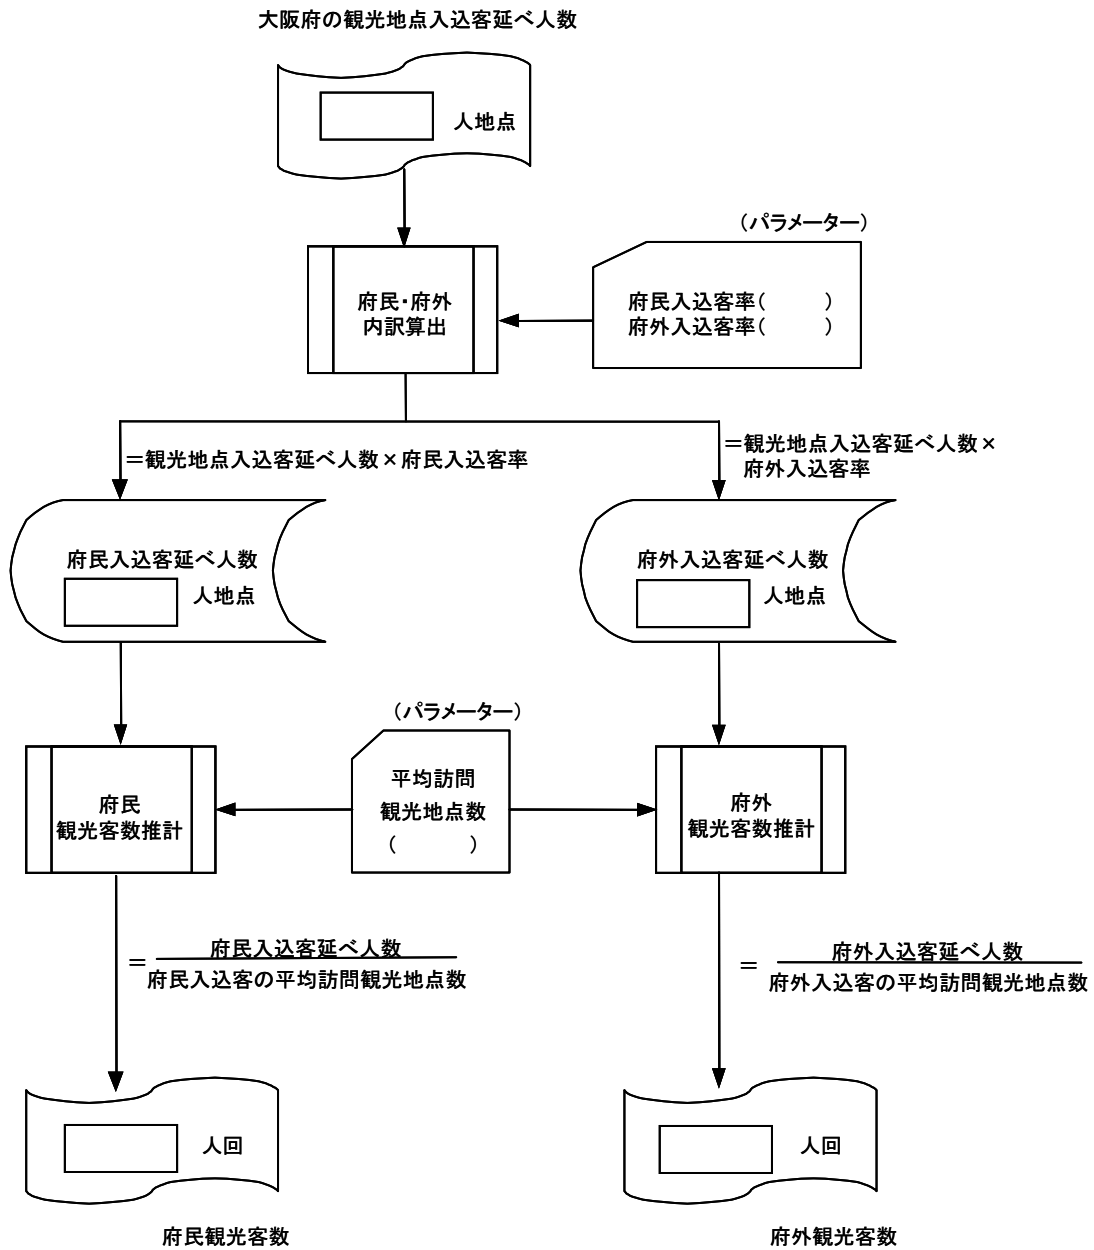 大阪府の観光地点入込客延べ人数
人地点
（パラメーター）
府民・府外
内訳算出
府民入込客率（　　　）
府外入込客率（　　　）
＝観光地点入込客延べ人数×府民入込客率
＝観光地点入込客延べ人数×
府外入込客率
府民入込客延べ人数
人地点
府外入込客延べ人数
人地点
（パラメーター）
平均訪問
観光地点数
（　　　）
府民
観光客数推計
府外
観光客数推計
＝
府民入込客延べ人数
府民入込客の平均訪問観光地点数
＝
府外入込客延べ人数
府外入込客の平均訪問観光地点数
人回
人回
府民観光客数
府外観光客数